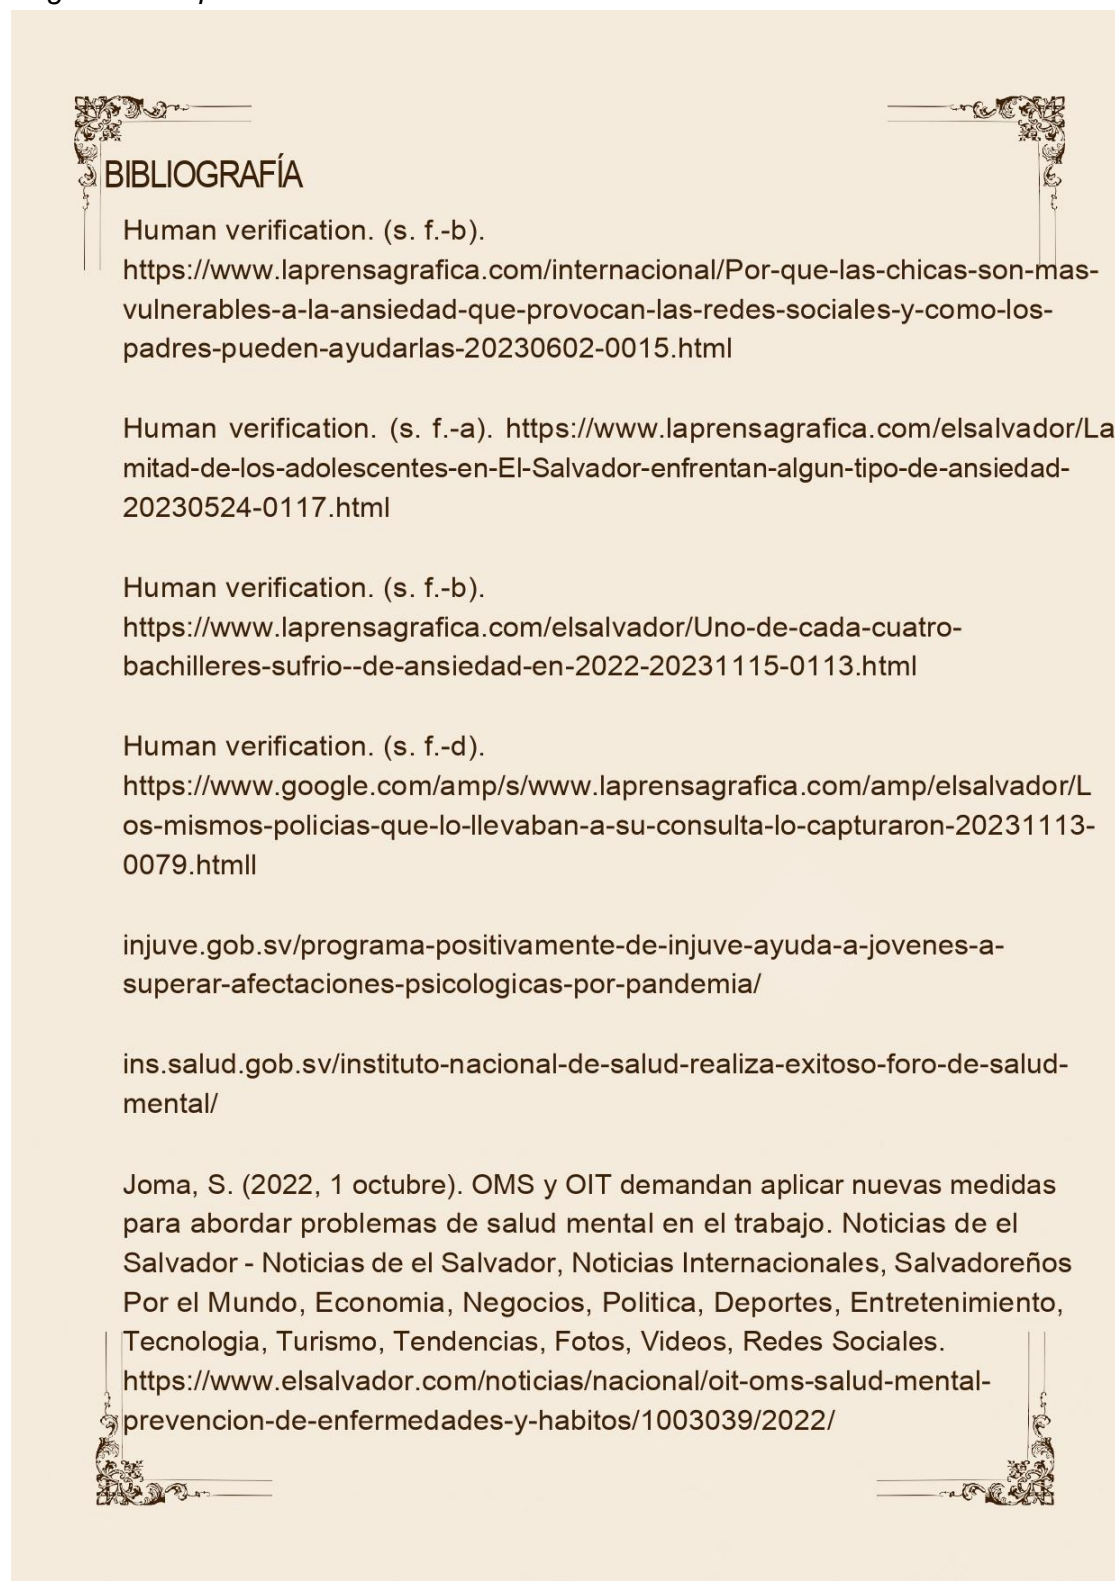 BIBLIOGRAFÍA
Human verification. (s. f.-b).
https://www.laprensagrafica.com/internacional/Por-que-las-chicas-son-mas-
vulnerables-a-la-ansiedad-que-provocan-las-redes-sociales-y-como-los-
padres-pueden-ayudarlas-20230602-0015.html
Human verification. (s. f.-a). https://www.laprensagrafica.com/elsalvador/La
mitad-de-los-adolescentes-en-El-Salvador-enfrentan-algun-tipo-de-ansiedad-
20230524-0117.html
Human verification. (s. f.-b).
https://www.laprensagrafica.com/elsalvador/Uno-de-cada-cuatro-
bachilleres-sufrio--de-ansiedad-en-2022-20231115-0113.html
Human verification. (s. f.-d).
https://www.google.com/amp/s/www.laprensagrafica.com/amp/elsalvador/L
os-mismos-policias-que-lo-llevaban-a-su-consulta-lo-capturaron-20231113-
0079.htmll
injuve.gob.sv/programa-positivamente-de-injuve-ayuda-a-jovenes-a-
superar-afectaciones-psicologicas-por-pandemia/
ins.salud.gob.sv/instituto-nacional-de-salud-realiza-exitoso-foro-de-salud-
mental/
Joma, S. (2022, 1 octubre). OMS y OIT demandan aplicar nuevas medidas
para abordar problemas de salud mental en el trabajo. Noticias de el
Salvador - Noticias de el Salvador, Noticias Internacionales, Salvadoreños
Por el Mundo, Economia, Negocios, Politica, Deportes, Entretenimiento,
Tecnologia, Turismo, Tendencias, Fotos, Videos, Redes Sociales.
https://www.elsalvador.com/noticias/nacional/oit-oms-salud-mental-
prevencion-de-enfermedades-y-habitos/1003039/2022/